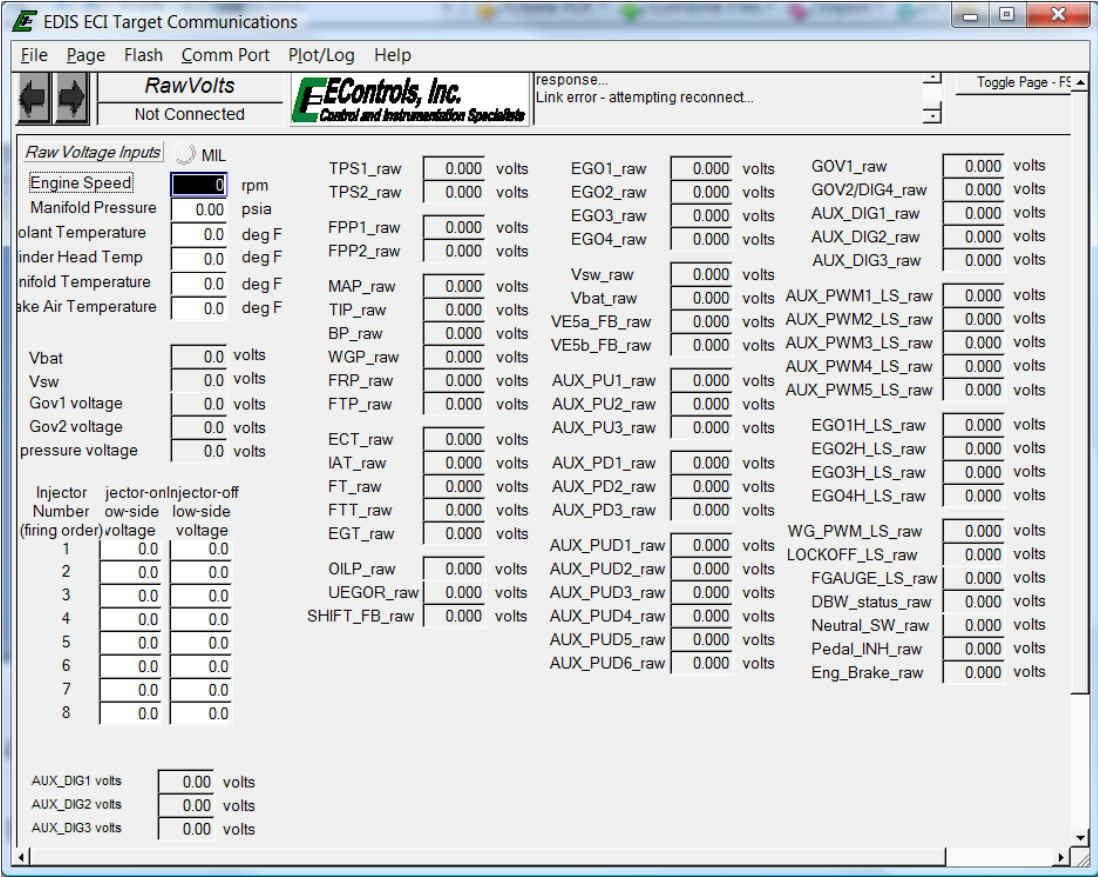 EDIS ECI Target Communications
File Page Flash Comm Port Plot/Log Help
RawVolts
Not Connected
EControls, Inc.
Control and Instrumentation Specialists
response...
Link error - attempting reconnect...
Toggle Page - F9
Raw Voltage Inputs MIL
Engine Speed 0 rpm
Manifold Pressure 0.00 psia
olant Temperature 0.0 deg F
inder Head Temp 0.0 deg F
nifold Temperature 0.0 deg F
ake Air Temperature 0.0 deg F
Vbat 0.0 volts
Vsw 0.0 volts
Gov1 voltage 0.0 volts
Gov2 voltage 0.0 volts
pressure voltage 0.0 volts
Injector jector-on Injector-off
Number ow-side low-side
(firing order) voltage voltage
1 0.0 0.0
2 0.0 0.0
3 0.0 0.0
4 0.0 0.0
5 0.0 0.0
6 0.0 0.0
7 0.0 0.0
8 0.0 0.0
AUX_DIG1 volts 0.00 volts
AUX_DIG2 volts 0.00 volts
AUX_DIG3 volts 0.00 volts
TPS1_raw 0.000 volts
TPS2_raw 0.000 volts
FPP1_raw 0.000 volts
FPP2_raw 0.000 volts
MAP_raw 0.000 volts
TIP_raw 0.000 volts
BP_raw 0.000 volts
WGP_raw 0.000 volts
FRP_raw 0.000 volts
FTP_raw 0.000 volts
ECT_raw 0.000 volts
IAT_raw 0.000 volts
FT_raw 0.000 volts
FTT_raw 0.000 volts
EGT_raw 0.000 volts
OILP_raw 0.000 volts
UEGOR_raw 0.000 volts
SHIFT_FB_raw 0.000 volts
EGO1_raw 0.000 volts
EGO2_raw 0.000 volts
EGO3_raw 0.000 volts
EGO4_raw 0.000 volts
Vsw_raw 0.000 volts
Vbat_raw 0.000 volts
VE5a_FB_raw 0.000 volts
VE5b_FB_raw 0.000 volts
AUX_PU1_raw 0.000 volts
AUX_PU2_raw 0.000 volts
AUX_PU3_raw 0.000 volts
AUX_PD1_raw 0.000 volts
AUX_PD2_raw 0.000 volts
AUX_PD3_raw 0.000 volts
AUX_PUD1_raw 0.000 volts
AUX_PUD2_raw 0.000 volts
AUX_PUD3_raw 0.000 volts
AUX_PUD4_raw 0.000 volts
AUX_PUD5_raw 0.000 volts
AUX_PUD6_raw 0.000 volts
GOV1_raw 0.000 volts
GOV2/DIG4_raw 0.000 volts
AUX_DIG1_raw 0.000 volts
AUX_DIG2_raw 0.000 volts
AUX_DIG3_raw 0.000 volts
AUX_PWM1_LS_raw 0.000 volts
AUX_PWM2_LS_raw 0.000 volts
AUX_PWM3_LS_raw 0.000 volts
AUX_PWM4_LS_raw 0.000 volts
AUX_PWM5_LS_raw 0.000 volts
EGO1H_LS_raw 0.000 volts
EGO2H_LS_raw 0.000 volts
EGO3H_LS_raw 0.000 volts
EGO4H_LS_raw 0.000 volts
WG_PWM_LS_raw 0.000 volts
LOCKOFF_LS_raw 0.000 volts
FGAUGE_LS_raw 0.000 volts
DBW_status_raw 0.000 volts
Neutral_SW_raw 0.000 volts
Pedal_INH_raw 0.000 volts
Eng_Brake_raw 0.000 volts